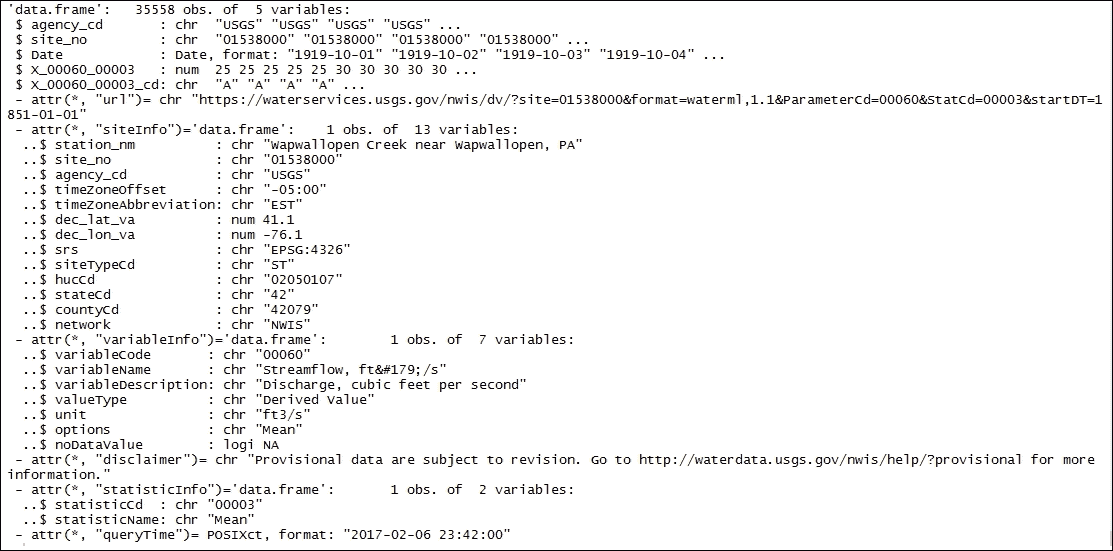 'data.frame':   35558 obs. of  5 variables:
 $ agency_cd       : chr  "USGS" "USGS" "USGS" "USGS" ...
 $ site_no         : chr  "01538000" "01538000" "01538000" "01538000" ...
 $ Date            : Date, format: "1919-10-01" "1919-10-02" "1919-10-03" "1919-10-04" ...
 $ X_00060_00003   : num  25 25 25 25 25 30 30 30 30 30 ...
 $ X_00060_00003_cd: chr  "A" "A" "A" "A" ...
 - attr(*, "url")= chr "https://waterservices.usgs.gov/nwis/dv/?site=01538000&format=waterml,1.1&ParameterCd=00060&StatCd=00003&startDT=1
851-01-01"
 - attr(*, "siteInfo")='data.frame':    1 obs. of  13 variables:
  ..$ station_nm          : chr "Wapwallopen Creek near Wapwallopen, PA"
  ..$ site_no             : chr "01538000"
  ..$ agency_cd           : chr "USGS"
  ..$ timeZoneOffset      : chr "-05:00"
  ..$ timeZoneAbbreviation: chr "EST"
  ..$ dec_lat_va          : num 41.1
  ..$ dec_lon_va          : num -76.1
  ..$ srs                 : chr "EPSG:4326"
  ..$ siteTypeCd          : chr "ST"
  ..$ hucCd               : chr "02050107"
  ..$ stateCd             : chr "42"
  ..$ countyCd            : chr "42079"
  ..$ network             : chr "NWIS"
 - attr(*, "variableInfo")='data.frame':        1 obs. of  7 variables:
  ..$ variableCode       : chr "00060"
  ..$ variableName       : chr "Streamflow, ft&#179;/s"
  ..$ variableDescription: chr "Discharge, cubic feet per second"
  ..$ valueType          : chr "Derived Value"
  ..$ unit               : chr "ft3/s"
  ..$ options            : chr "Mean"
  ..$ noDataValue        : logi NA
 - attr(*, "disclaimer")= chr "Provisional data are subject to revision. Go to http://waterdata.usgs.gov/nwis/help/?provisional for more
information."
 - attr(*, "statisticInfo")='data.frame':       1 obs. of  2 variables:
  ..$ statisticCd  : chr "00003"
  ..$ statisticName: chr "Mean"
 - attr(*, "queryTime")= POSIXct, format: "2017-02-06 23:42:00"